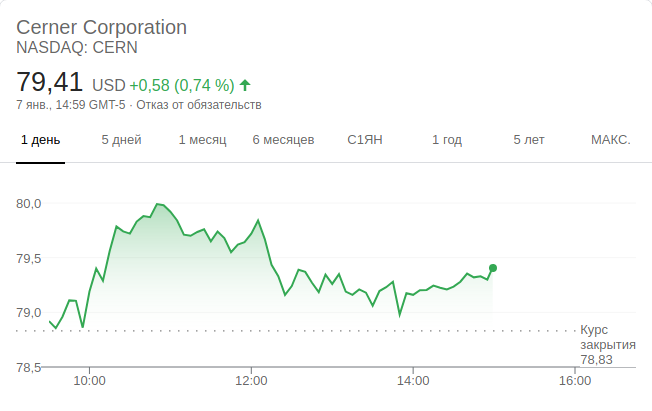 Cerner Corporation
NASDAQ: CERN
79,41 USD +0,58 (0,74 %)
7 янв., 14:59 GMT-5 · Отказ от обязательств
1 день 5 дней 1 месяц 6 месяцев С1ЯН 1 год 5 лет МАКС.
80,0
79,5
79,0
Курс
закрытия
78,83
78,5
10:00 12:00 14:00 16:00